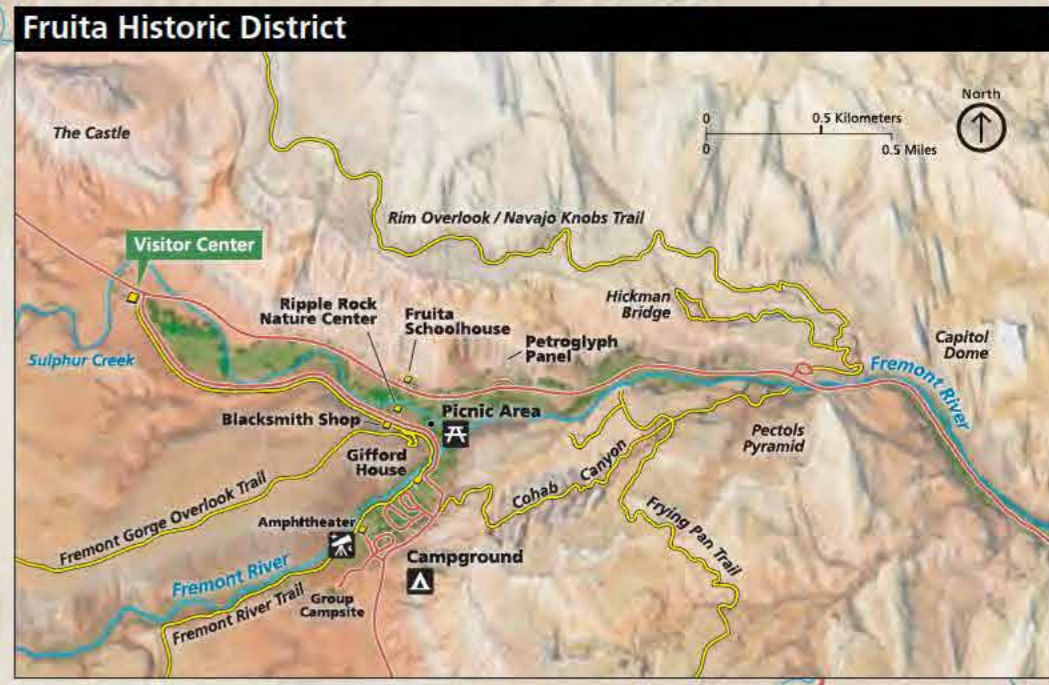 Fruita Historic District
North
0 0.5 Kilometers
0 0.5 Miles
The Castle
Rim Overlook / Navajo Knobs Trail
Visitor Center
Hickman
Bridge
Ripple Rock
Nature Center
Fruita
Schoolhouse
Petroglyph
Panel
Capitol
Dome
Sulphur Creek
Fremont River
Blacksmith Shop
Picnic Area
Pectols
Pyramid
Gifford
House
Cohab Canyon
Fremont Gorge Overlook Trail
Frying Pan Trail
Amphitheater
Campground
Fremont River
Group
Campsite
Fremont River Trail